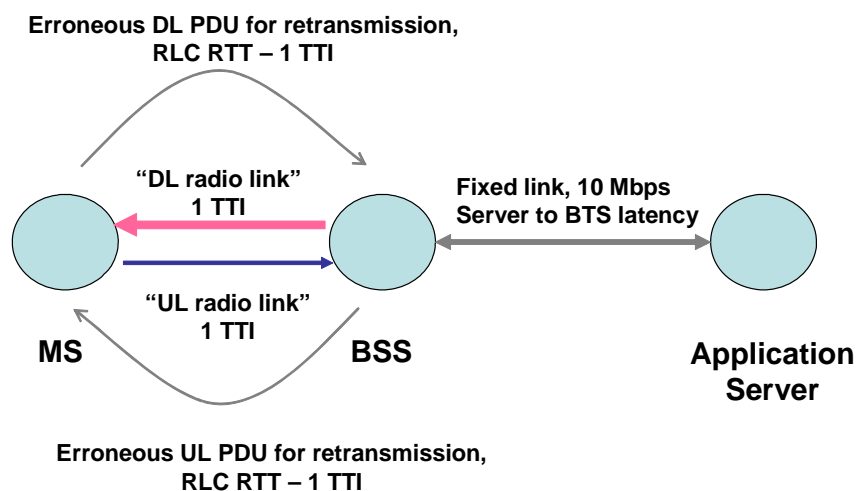 Erroneous DL PDU for retransmission,
RLC RTT – 1 TTI
“DL radio link”
1 TTI
Fixed link, 10 Mbps
Server to BTS latency
“UL radio link”
1 TTI
MS
BSS
Application
Server
Erroneous UL PDU for retransmission,
RLC RTT – 1 TTI